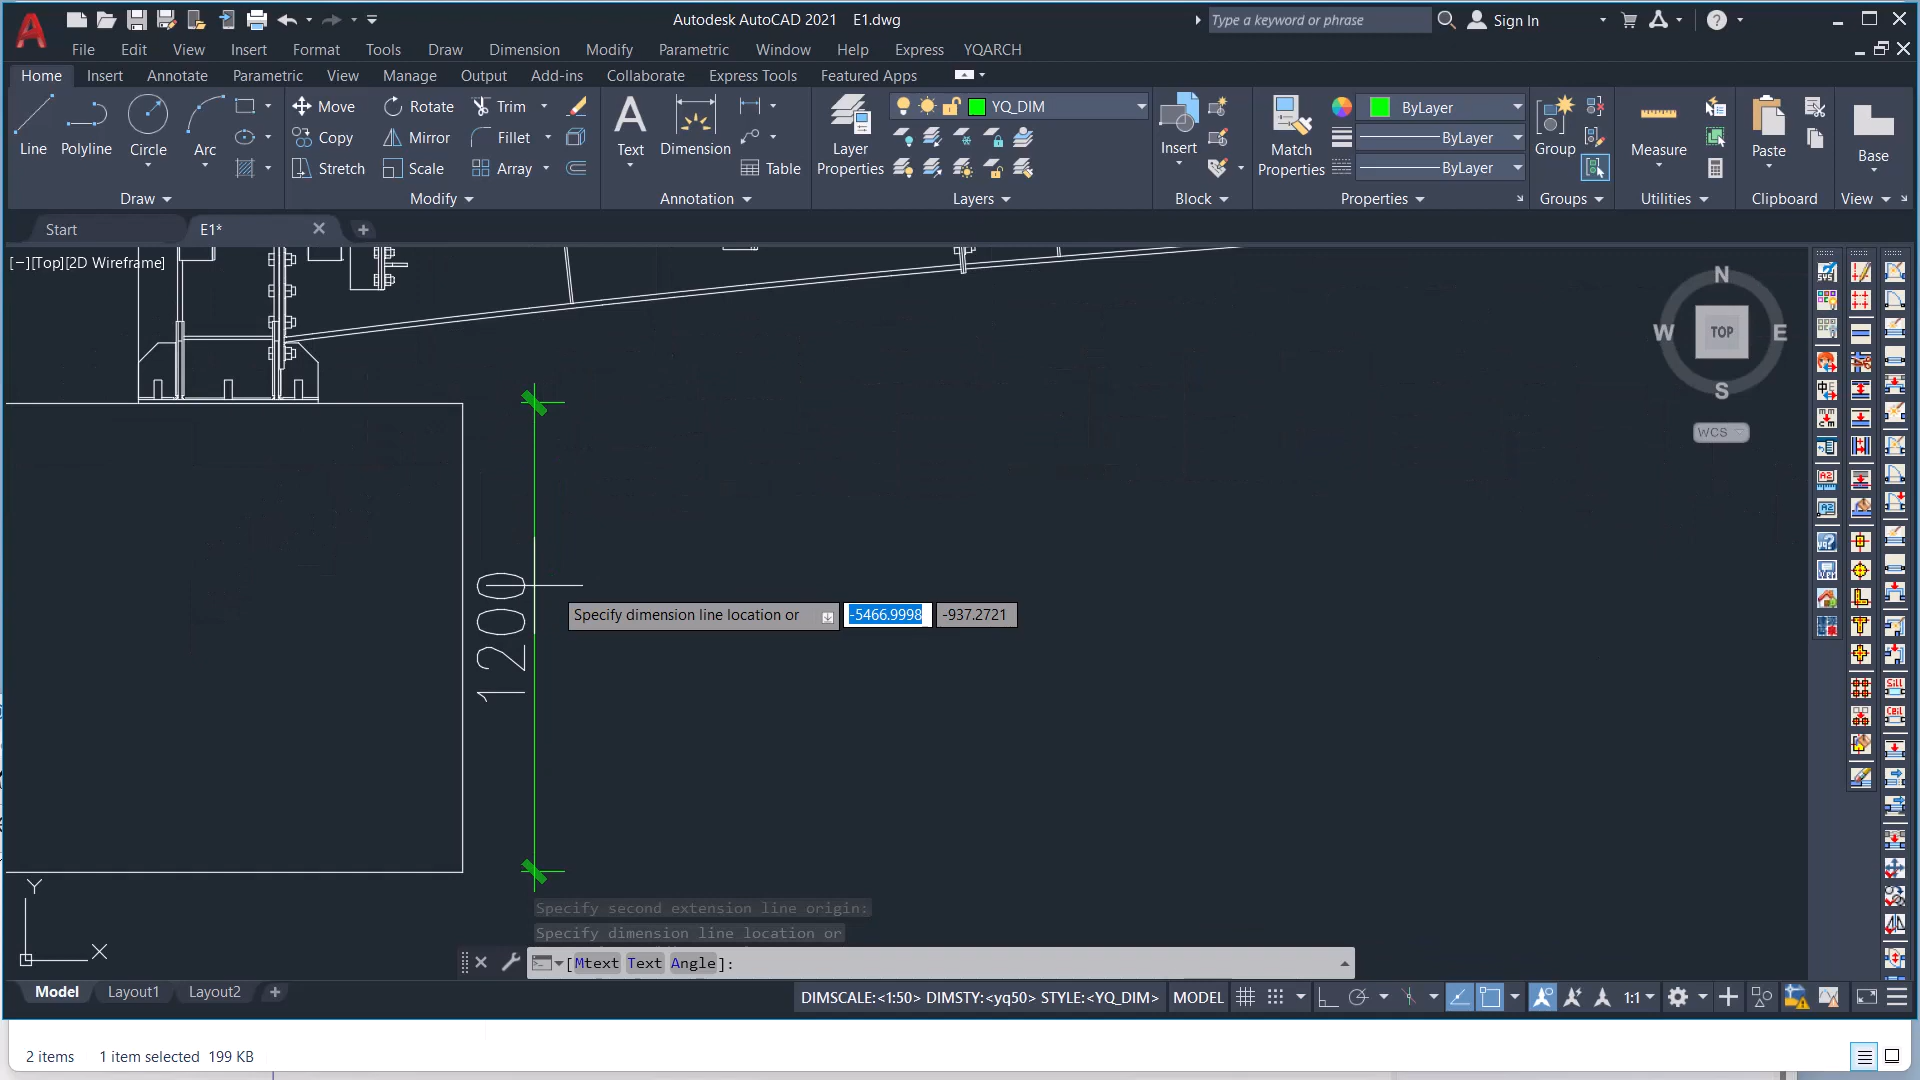 Autodesk AutoCAD 2021 E1.dwg
Type a keyword or phrase
Sign In
File Edit View Insert Format Tools Draw Dimension Modify Parametric Window Help Express YQARCH
Home Insert Annotate Parametric View Manage Output Add-ins Collaborate Express Tools Featured Apps
Line Polyline Circle Arc
Move Rotate Trim
Copy Mirror Fillet
Stretch Scale Array
Text Dimension Table
Layer Properties
YQ_DIM
Insert
Match Properties
ByLayer
ByLayer
ByLayer
Group
Measure
Paste
Base
Draw Modify Annotation Layers Block Properties Groups Utilities Clipboard View
Start E1*
[−][Top][2D Wireframe]
N
W TOP E
S
WCS
1200
Specify dimension line location or -5466.9998 -937.2721
Sill
Ceil
Specify second extension line origin:
Specify dimension line location or
[Mtext Text Angle]:
Y
X
Model Layout1 Layout2
DIMSCALE:<1:50> DIMSTY:<yq50> STYLE:<YQ_DIM> MODEL 1:1
2 items 1 item selected 199 KB